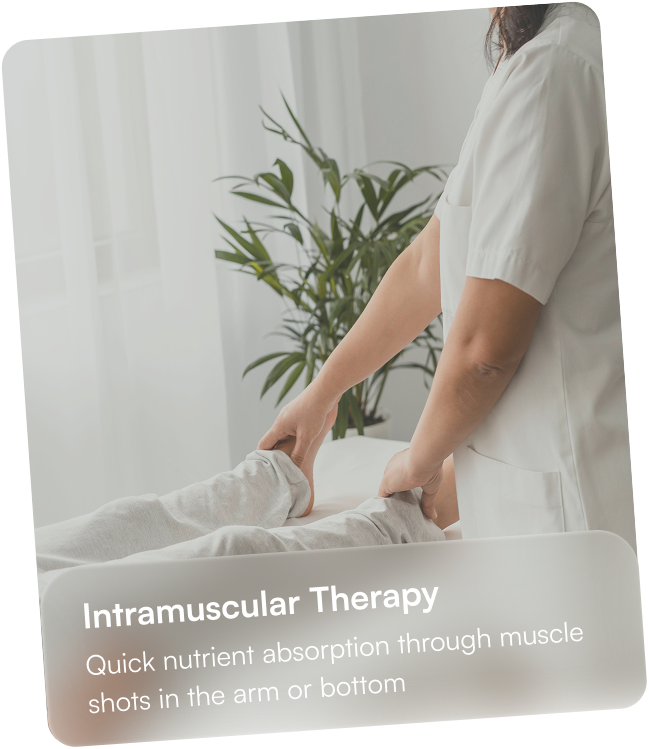 Intramuscular Therapy
Quick nutrient absorption through muscle
shots in the arm or bottom